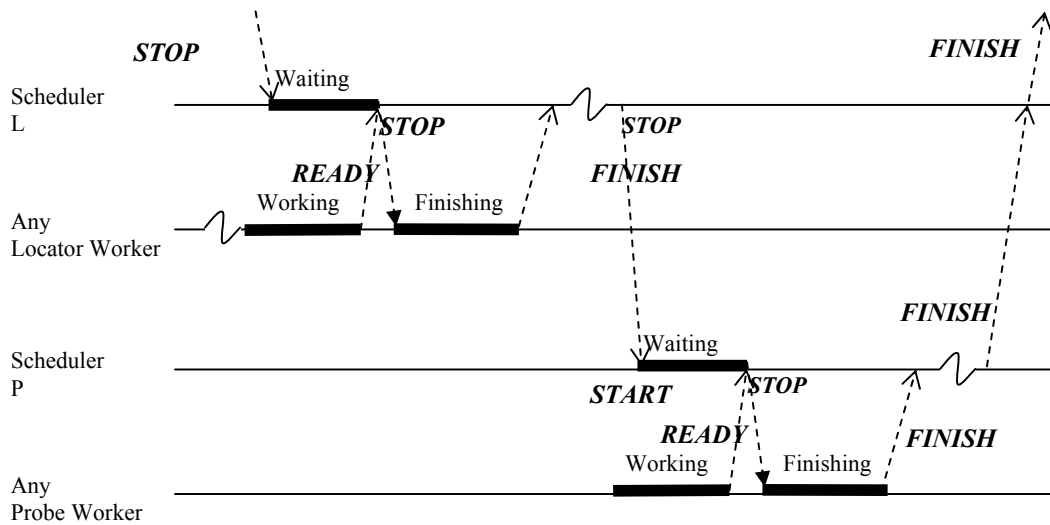 STOP
FINISH
Waiting
Scheduler
L
STOP
STOP
READY
FINISH
Working
Finishing
Any
Locator Worker
FINISH
Waiting
Scheduler
P
START
STOP
READY
FINISH
Working
Finishing
Any
Probe Worker